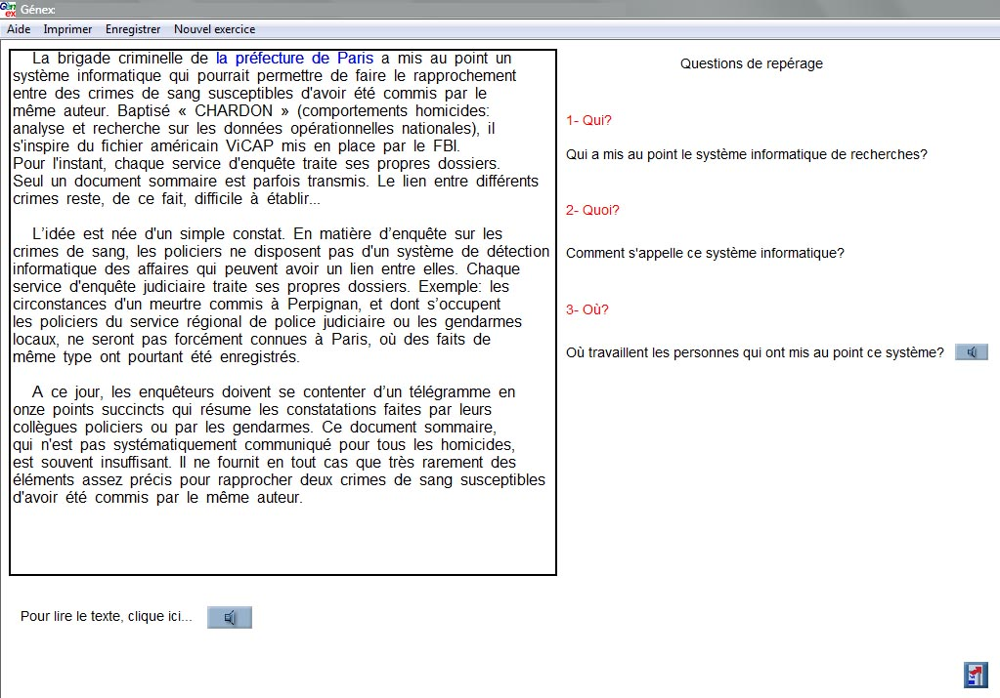 Génex
Aide Imprimer Enregistrer Nouvel exercice
La brigade criminelle de la préfecture de Paris a mis au point un
système informatique qui pourrait permettre de faire le rapprochement
entre des crimes de sang susceptibles d'avoir été commis par le
même auteur. Baptisé « CHARDON » (comportements homicides:
analyse et recherche sur les données opérationnelles nationales), il
s'inspire du fichier américain ViCAP mis en place par le FBI.
Pour l'instant, chaque service d'enquête traite ses propres dossiers.
Seul un document sommaire est parfois transmis. Le lien entre différents
crimes reste, de ce fait, difficile à établir...
L’idée est née d'un simple constat. En matière d’enquête sur les
crimes de sang, les policiers ne disposent pas d'un système de détection
informatique des affaires qui peuvent avoir un lien entre elles. Chaque
service d'enquête judiciaire traite ses propres dossiers. Exemple: les
circonstances d'un meurtre commis à Perpignan, et dont s’occupent
les policiers du service régional de police judiciaire ou les gendarmes
locaux, ne seront pas forcément connues à Paris, où des faits de
même type ont pourtant été enregistrés.
A ce jour, les enquêteurs doivent se contenter d’un télégramme en
onze points succincts qui résume les constatations faites par leurs
collègues policiers ou par les gendarmes. Ce document sommaire,
qui n'est pas systématiquement communiqué pour tous les homicides,
est souvent insuffisant. Il ne fournit en tout cas que très rarement des
éléments assez précis pour rapprocher deux crimes de sang susceptibles
d'avoir été commis par le même auteur.
Pour lire le texte, clique ici...
Questions de repérage
1- Qui?
Qui a mis au point le système informatique de recherches?
2- Quoi?
Comment s'appelle ce système informatique?
3- Où?
Où travaillent les personnes qui ont mis au point ce système?